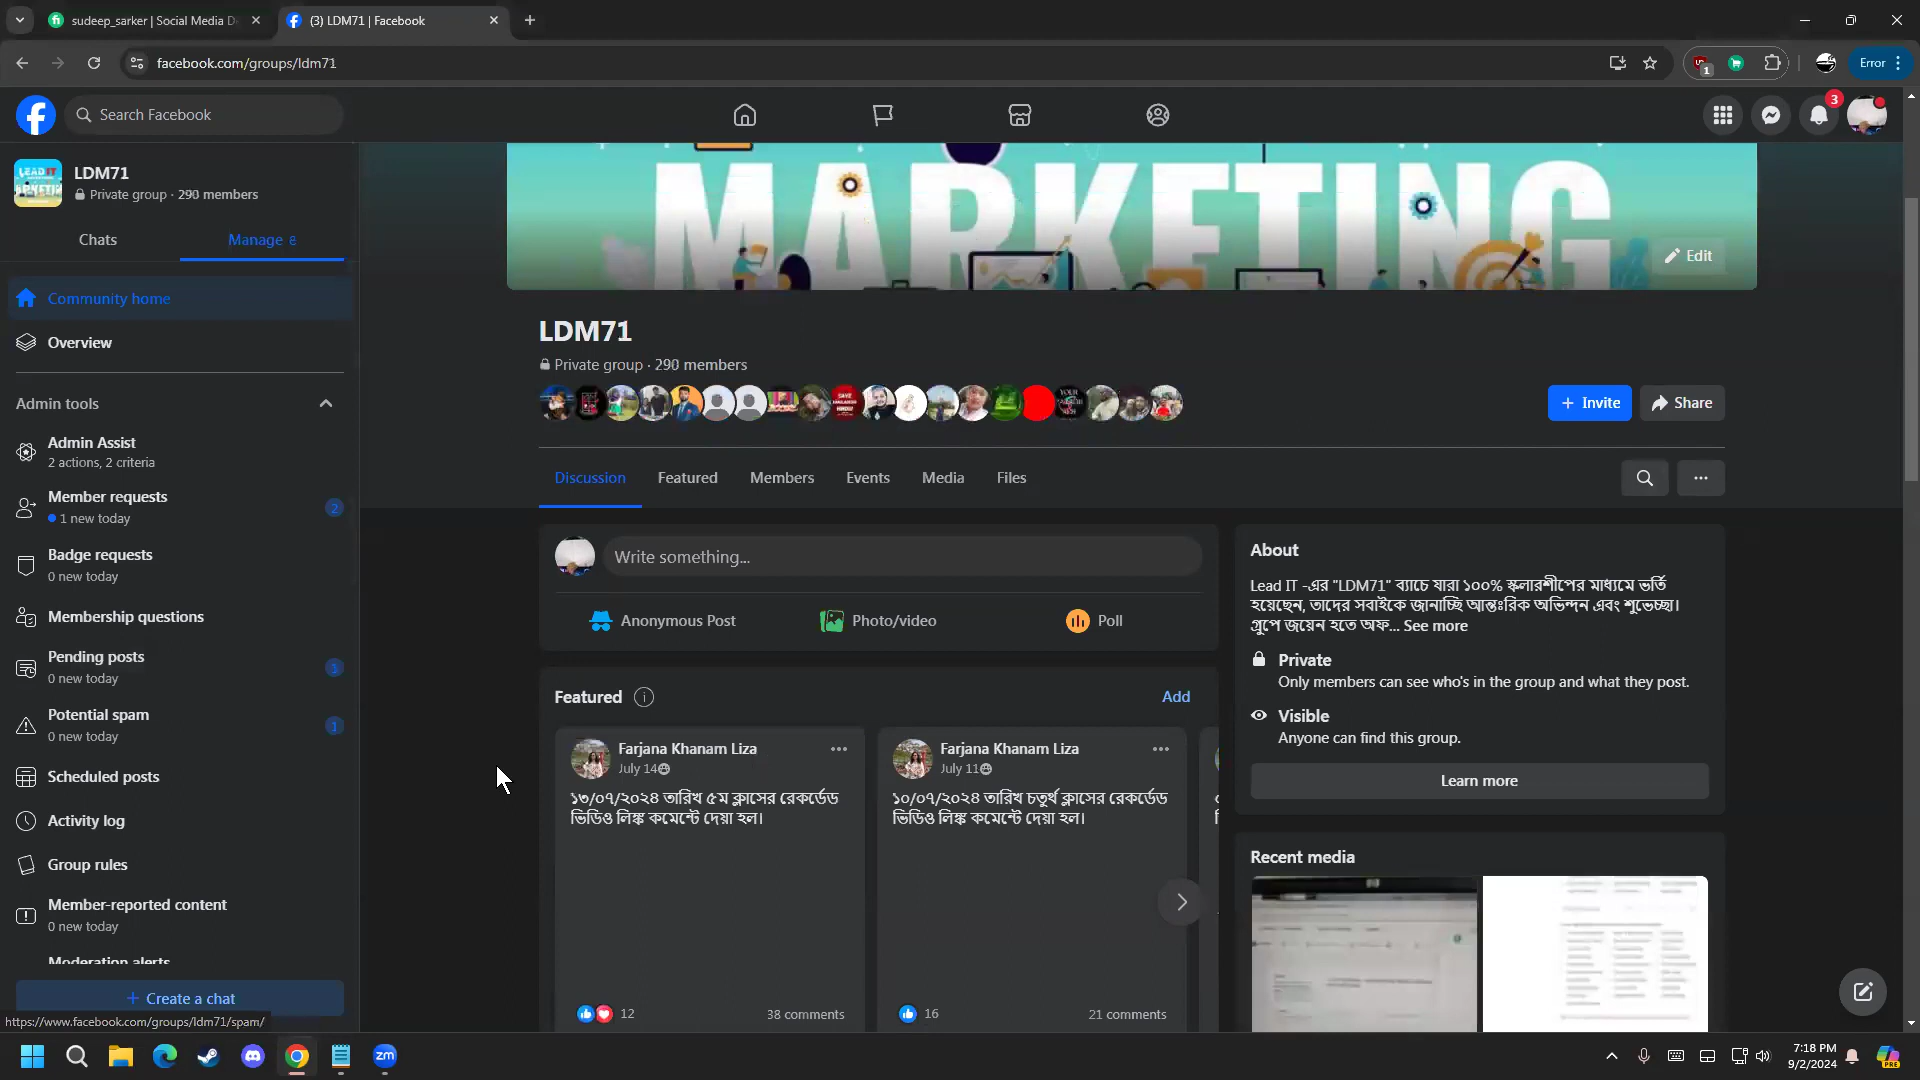 sudeep_sarker | Social Media D
(3) LDM71 | Facebook
facebook.com/groups/ldm71
1
Error
Search Facebook
3
LDM71
Private group · 290 members
Chats
Manage 8
Community home
Overview
Admin tools
Admin Assist
2 actions, 2 criteria
Member requests
1 new today
2
Badge requests
0 new today
Membership questions
Pending posts
0 new today
5
Potential spam
0 new today
1
Scheduled posts
Activity log
Group rules
Member-reported content
0 new today
Moderation alerts
+ Create a chat
https://www.facebook.com/groups/ldm71/spam/
MARKETING
Edit
LDM71
Private group · 290 members
+ Invite
Share
Discussion
Featured
Members
Events
Media
Files
Write something...
Anonymous Post
Photo/video
Poll
Featured
Add
Farjana Khanam Liza
July 14
১৩/০৭/২০২৪ তারিখ ৫ম ক্লাসের রেকর্ডেড
ভিডিও লিঙ্ক কমেন্টে দেয়া হল।
12
38 comments
Farjana Khanam Liza
July 11
১০/০৭/২০২৪ তারিখ চতুর্থ ক্লাসের রেকর্ডেড
ভিডিও লিঙ্ক কমেন্টে দেয়া হল।
16
21 comments
About
Lead IT -এর "LDM71" ব্যাচে যারা ১০০% স্কলারশীপের মাধ্যমে ভর্তি
হয়েছেন, তাদের সবাইকে জানাচ্ছি আন্তঃরিক অভিন্দন এবং শুভেচ্ছা।
গ্রুপে জয়েন হতে অফ... See more
Private
Only members can see who's in the group and what they post.
Visible
Anyone can find this group.
Learn more
Recent media
7:18 PM
9/2/2024